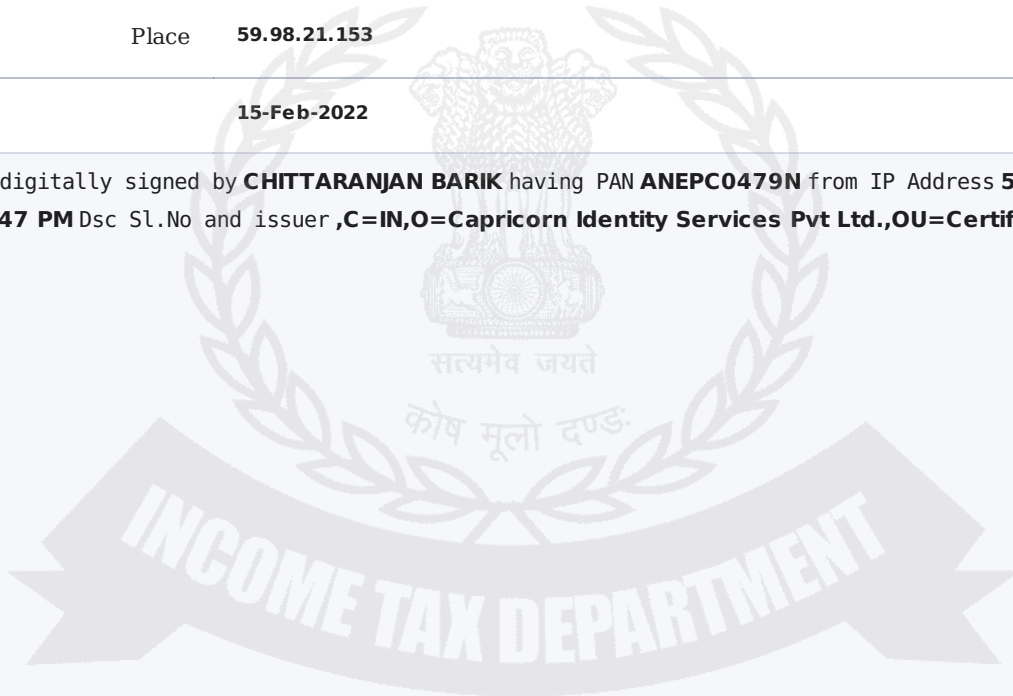 Place 59.98.21.153
15-Feb-2022
digitally signed by CHITTARANJAN BARIK having PAN ANEPC0479N from IP Address 5
47 PM Dsc Sl.No and issuer ,C=IN,O=Capricorn Identity Services Pvt Ltd.,OU=Certif
सत्यमेव जयते
कोष मूलो दण्डः
INCOME TAX DEPARTMENT